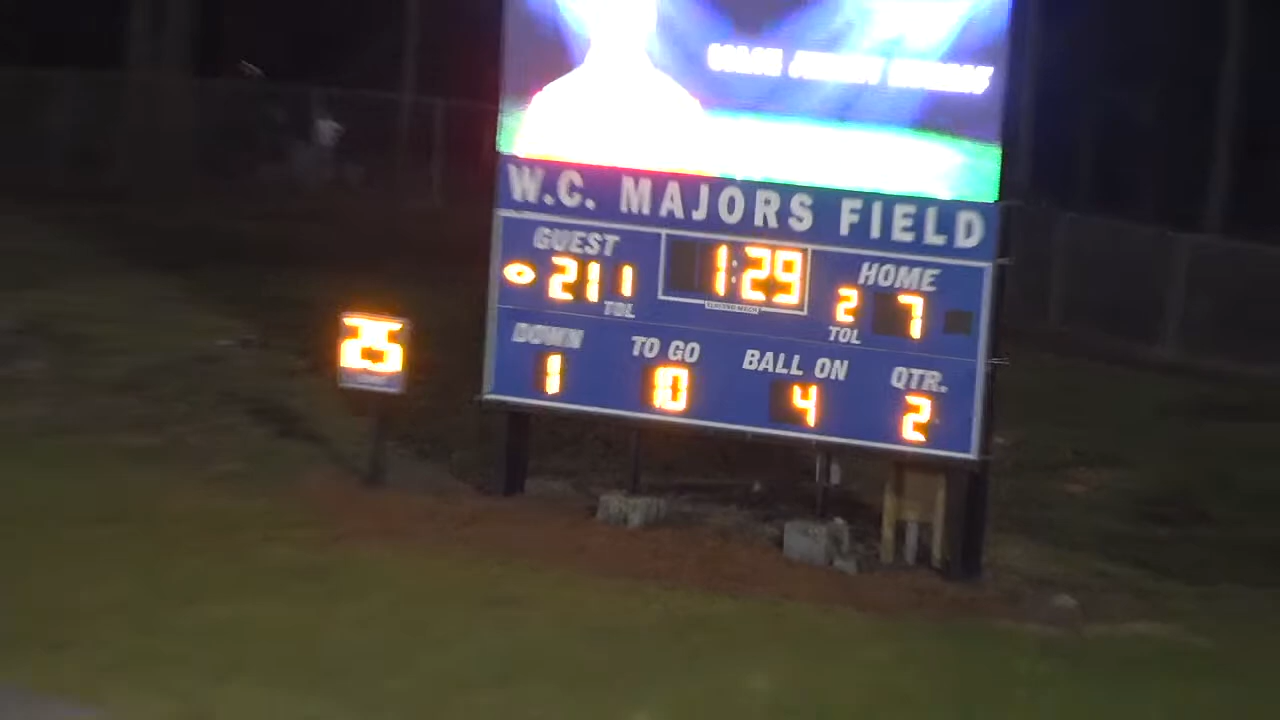 W.C. MAJORS FIELD
GUEST
21 1
TOL
1:29
HOME
2 7
TOL
DOWN
1
TO GO
10
BALL ON
4
QTR.
2
25